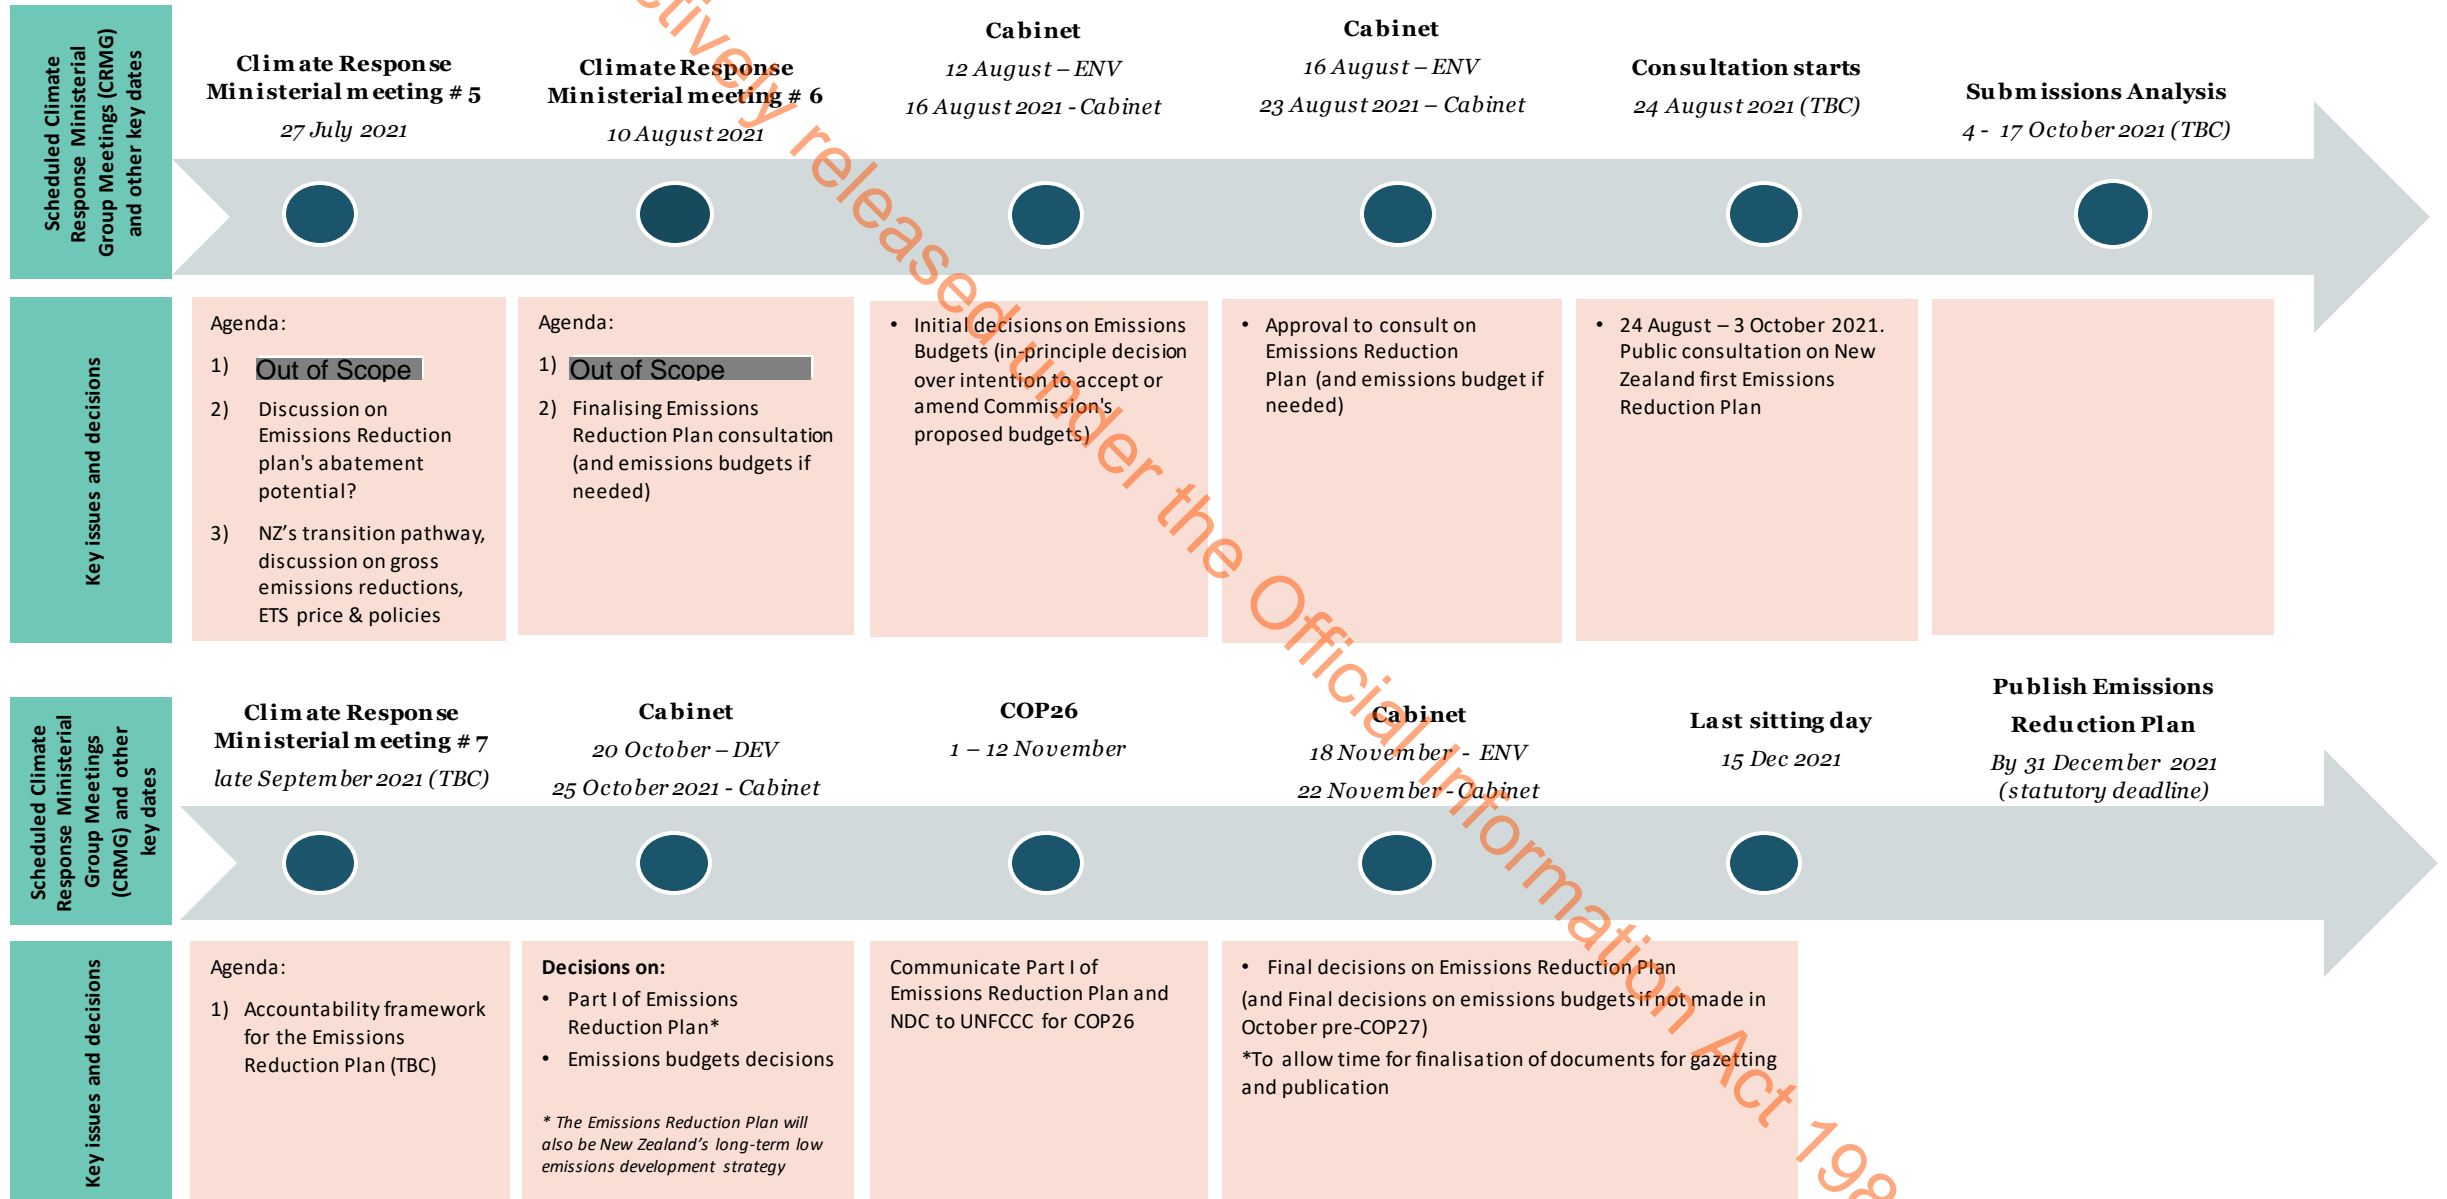 Scheduled Climate
Response Ministerial
Group Meetings (CRMG)
and other key dates
Climate Response
Ministerial meeting # 5
27 July 2021
Climate Response
Ministerial meeting # 6
10 August 2021
Cabinet
12 August – ENV
16 August 2021 - Cabinet
Cabinet
16 August – ENV
23 August 2021 – Cabinet
Consultation starts
24 August 2021 (TBC)
Submissions Analysis
4 - 17 October 2021 (TBC)
Key issues and decisions
Agenda:
1) Out of Scope
2) Discussion on
Emissions Reduction
plan's abatement
potential?
3) NZ's transition pathway,
discussion on gross
emissions reductions,
ETS price & policies
Agenda:
1) Out of Scope
2) Finalising Emissions
Reduction Plan consultation
(and emissions budgets if
needed)
• Initial decisions on Emissions
Budgets (in-principle decision
over intention to accept or
amend Commission's
proposed budgets)
• Approval to consult on
Emissions Reduction
Plan (and emissions budget if
needed)
• 24 August – 3 October 2021.
Public consultation on New
Zealand first Emissions
Reduction Plan
Scheduled Climate
Response Ministerial
Group Meetings
(CRMG) and other
key dates
Climate Response
Ministerial meeting # 7
late September 2021 (TBC)
Cabinet
20 October – DEV
25 October 2021 - Cabinet
COP26
1 – 12 November
Cabinet
18 November - ENV
22 November - Cabinet
Last sitting day
15 Dec 2021
Publish Emissions
Reduction Plan
By 31 December 2021
(statutory deadline)
Key issues and decisions
Agenda:
1) Accountability framework
for the Emissions
Reduction Plan (TBC)
Decisions on:
• Part I of Emissions
Reduction Plan*
• Emissions budgets decisions
* The Emissions Reduction Plan will
also be New Zealand's long-term low
emissions development strategy
Communicate Part I of
Emissions Reduction Plan and
NDC to UNFCCC for COP26
• Final decisions on Emissions Reduction Plan
(and Final decisions on emissions budgets if not made in
October pre-COP27)
*To allow time for finalisation of documents for gazetting
and publication
ctively released under the Official Information Act 198